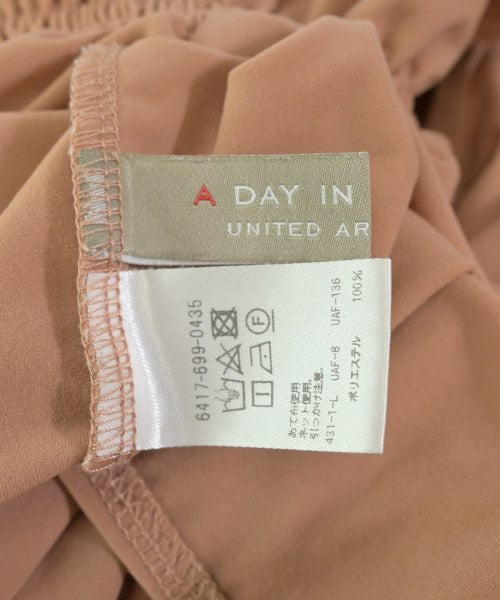 A DAY IN
UNITED AR
6417-699-0435
あて布使用
ネット使用。
引っかけ注意。
431-T-L UAF-8 UAF-136
ポリエステル 100%